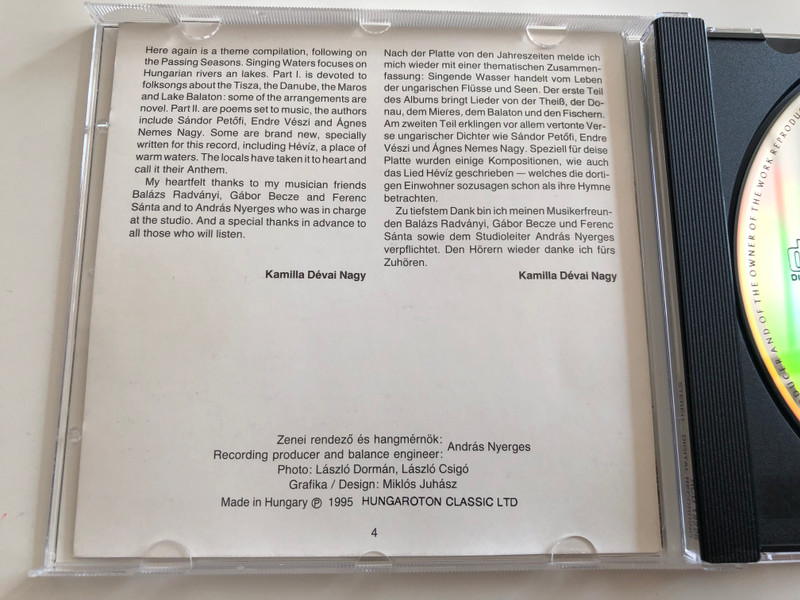 Here again is a theme compilation, following on
the Passing Seasons. Singing Waters focuses on
Hungarian rivers an lakes. Part I. is devoted to
folksongs about the Tisza, the Danube, the Maros
and Lake Balaton: some of the arrangements are
novel. Part II. are poems set to music, the authors
include Sándor Petőfi, Endre Vészi and Ágnes
Nemes Nagy. Some are brand new, specially
written for this record, including Hévíz, a place of
warm waters. The locals have taken it to heart and
call it their Anthem.
My heartfelt thanks to my musician friends
Balázs Radványi, Gábor Becze and Ferenc
Sánta and to András Nyerges who was in charge
at the studio. And a special thanks in advance to
all those who will listen.
Kamilla Dévai Nagy
Nach der Platte von den Jahreszeiten melde ich
mich wieder mit einer thematischen Zusammen-
fassung: Singende Wasser handelt vom Leben
der ungarischen Flüsse und Seen. Der erste Teil
des Albums bringt Lieder von der Theiß, der Do-
nau, dem Mieres, dem Balaton und den Fischern.
Am zweiten Teil erklingen vor allem vertonte Ver-
se ungarischer Dichter wie Sándor Petőfi, Endre
Vészi und Ágnes Nemes Nagy. Speziell für deise
Platte wurden einige Kompositionen, wie auch
das Lied Hévíz geschrieben — welches die dorti-
gen Einwohner sozusagen schon als ihre Hymne
betrachten.
Zu tiefstem Dank bin ich meinen Musikerfreun-
den Balázs Radványi, Gábor Becze und Ferenc
Sánta sowie dem Studioleiter András Nyerges
verpflichtet. Den Hörern wieder danke ich fürs
Zuhören.
Kamilla Dévai Nagy
Zenei rendező és hangmérnök:
Recording producer and balance engineer: András Nyerges
Photo: László Dormán, László Csigó
Grafika / Design: Miklós Juhász
Made in Hungary ℗ 1995 HUNGAROTON CLASSIC LTD
4
AND OF THE OWNER OF THE WORK